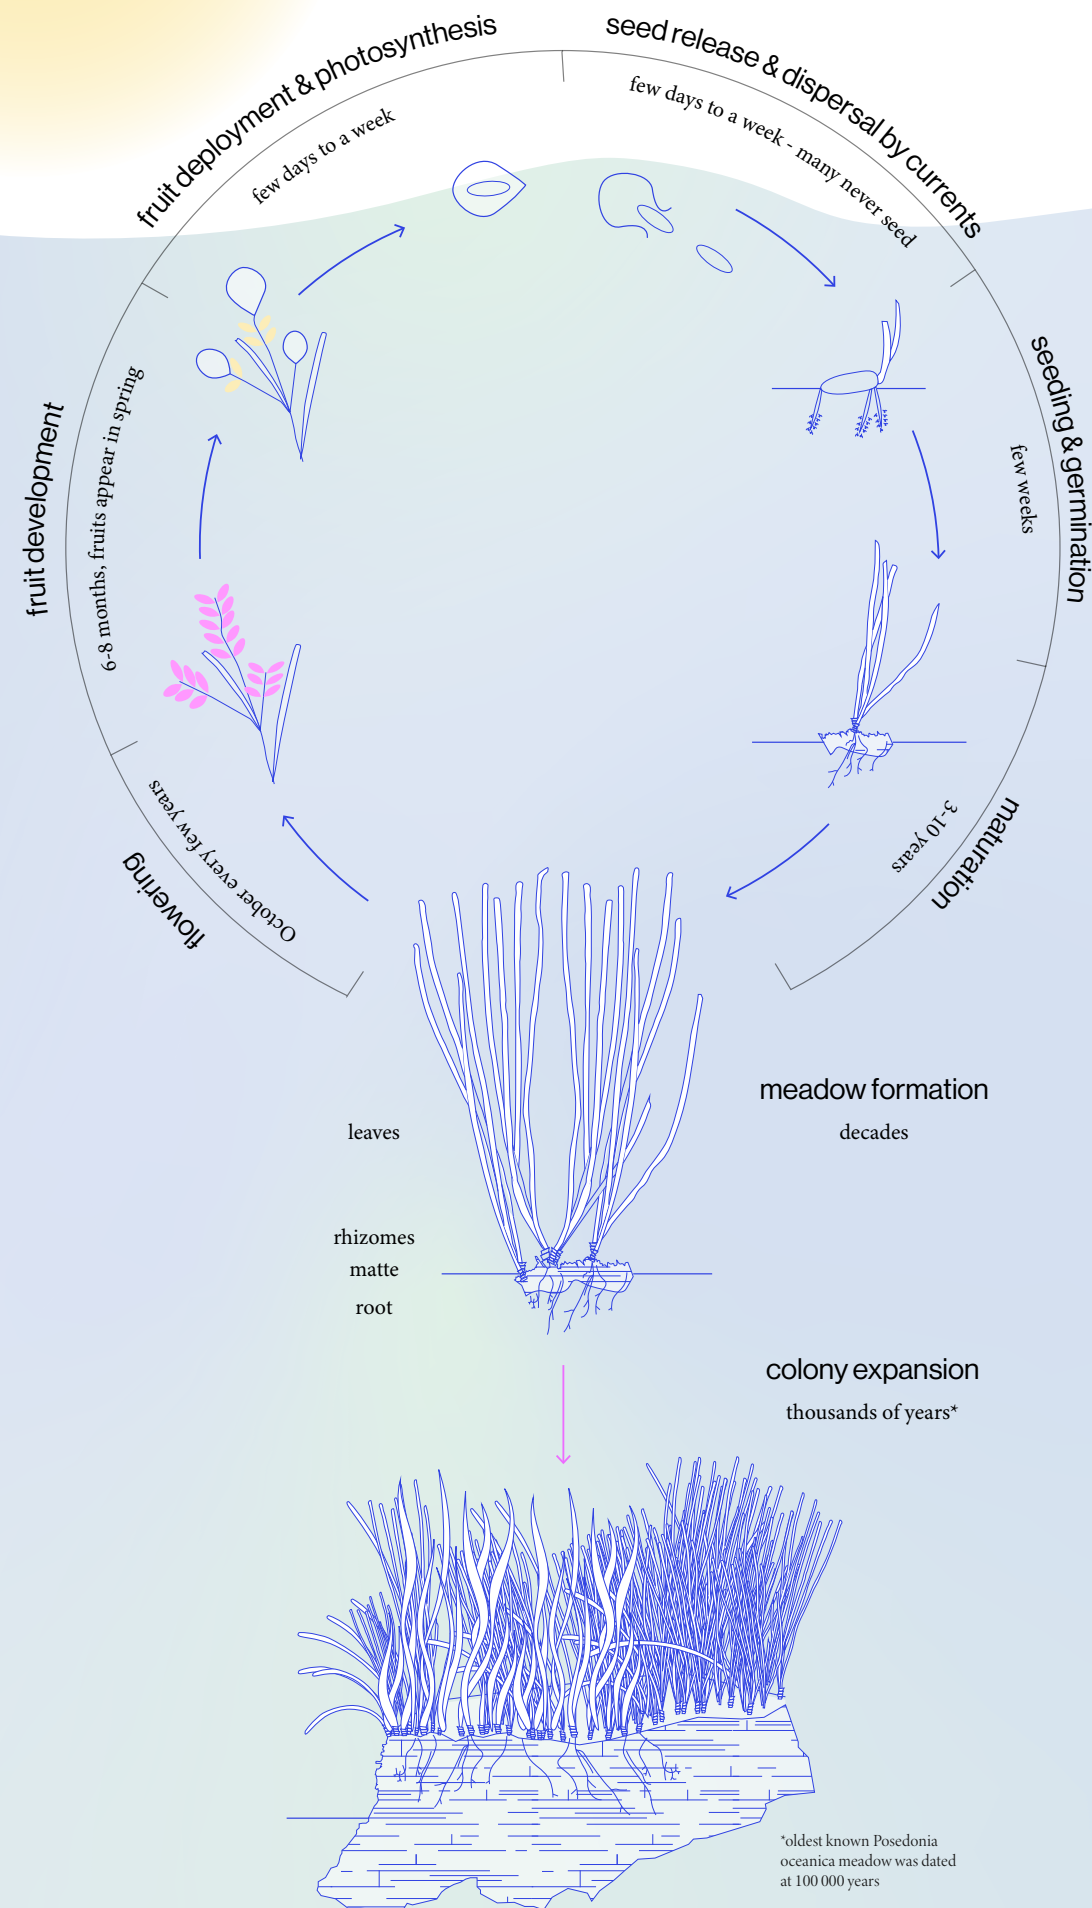 fruit deployment & photosynthesis
few days to a week
seed release & dispersal by currents
few days to a week - many never seed
seeding & germination
few weeks
maturation
3-10 years
flowering
October every few years
fruit development
6-8 months, fruits appear in spring
meadow formation
decades
leaves
rhizomes
matte
root
colony expansion
thousands of years*
*oldest known Posedonia
oceanica meadow was dated
at 100 000 years